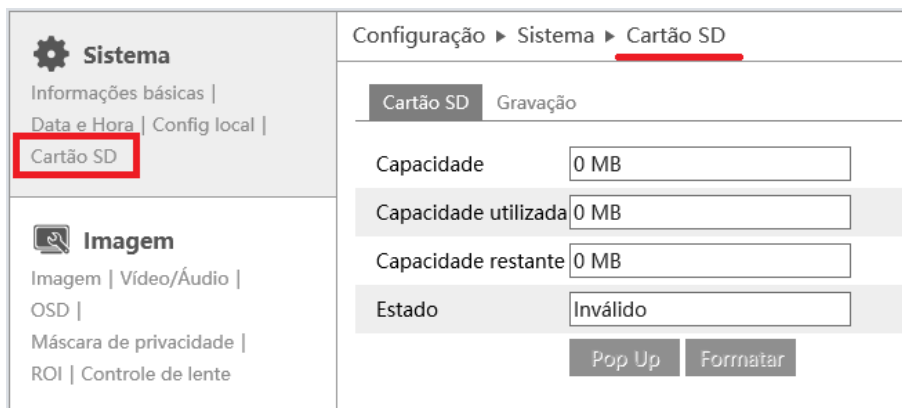 Sistema
Informações básicas |
Data e Hora | Config local |
Cartão SD
Imagem
Imagem | Vídeo/Áudio |
OSD |
Máscara de privacidade |
ROI | Controle de lente
Configuração ▸ Sistema ▸ Cartão SD
Cartão SD Gravação
Capacidade 0 MB
Capacidade utilizada 0 MB
Capacidade restante 0 MB
Estado Inválido
Pop Up Formatar